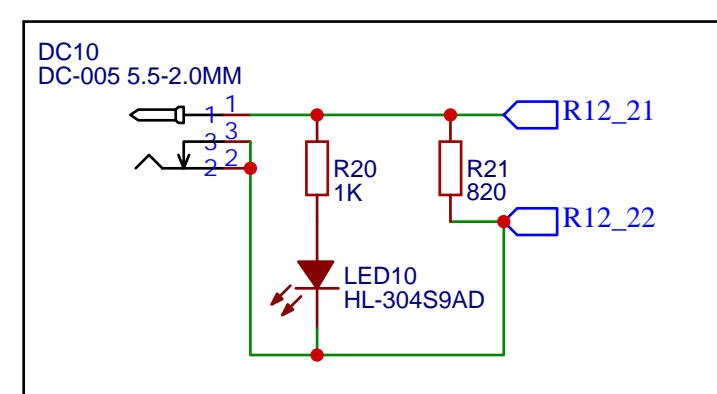 DC10
DC-005 5.5-2.0MM
1 1
R12_21
3 3
2 2
R20
1K
R21
820
R12_22
LED10
HL-304S9AD